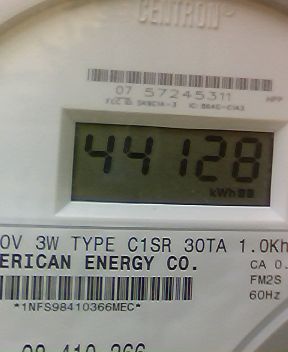 CENTRON
07 57245311
44128
kWh
0V 3W TYPE C1SR 30TA 1.0Kh
ERICAN ENERGY CO.
CA 0.
FM2S
60Hz
*1NFS98410366MEC*